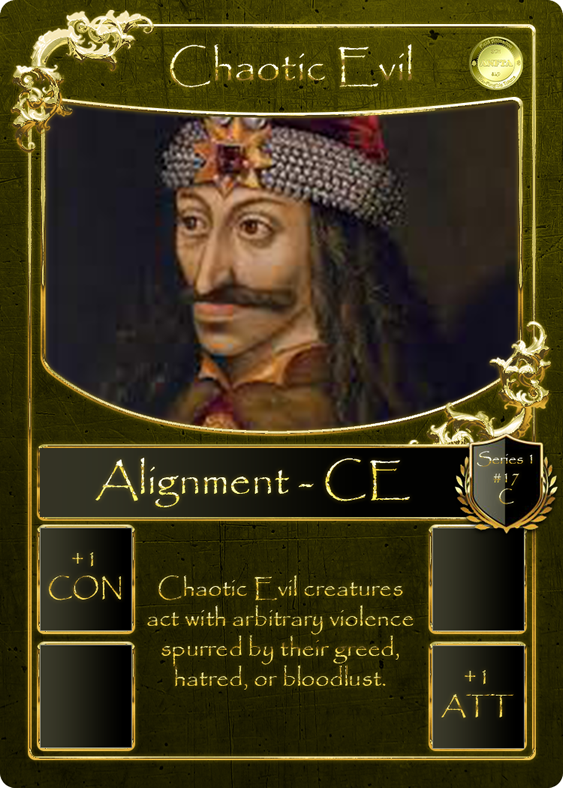 Chaotic Evil
Alignment - CE
Series 1
#17
C
+1
CON
Chaotic Evil creatures
act with arbitrary violence
spurred by their greed,
hatred, or bloodlust.
+1
ATT